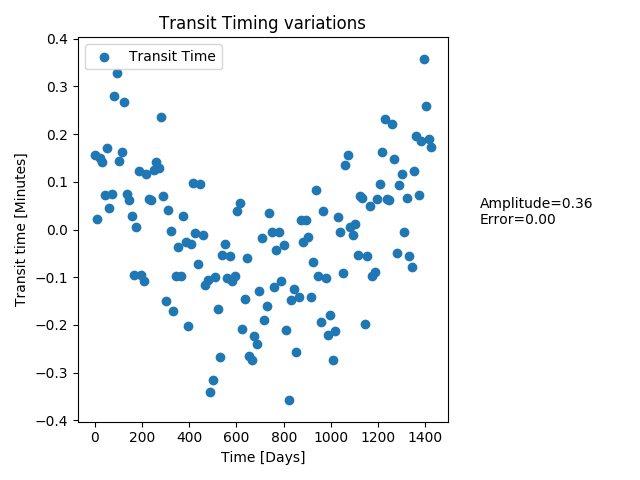 Transit Timing variations
Transit Time
Transit time [Minutes]
0.4
0.3
0.2
0.1
0.0
−0.1
−0.2
−0.3
−0.4
0
200
400
600
800
1000
1200
1400
Time [Days]
Amplitude=0.36
Error=0.00